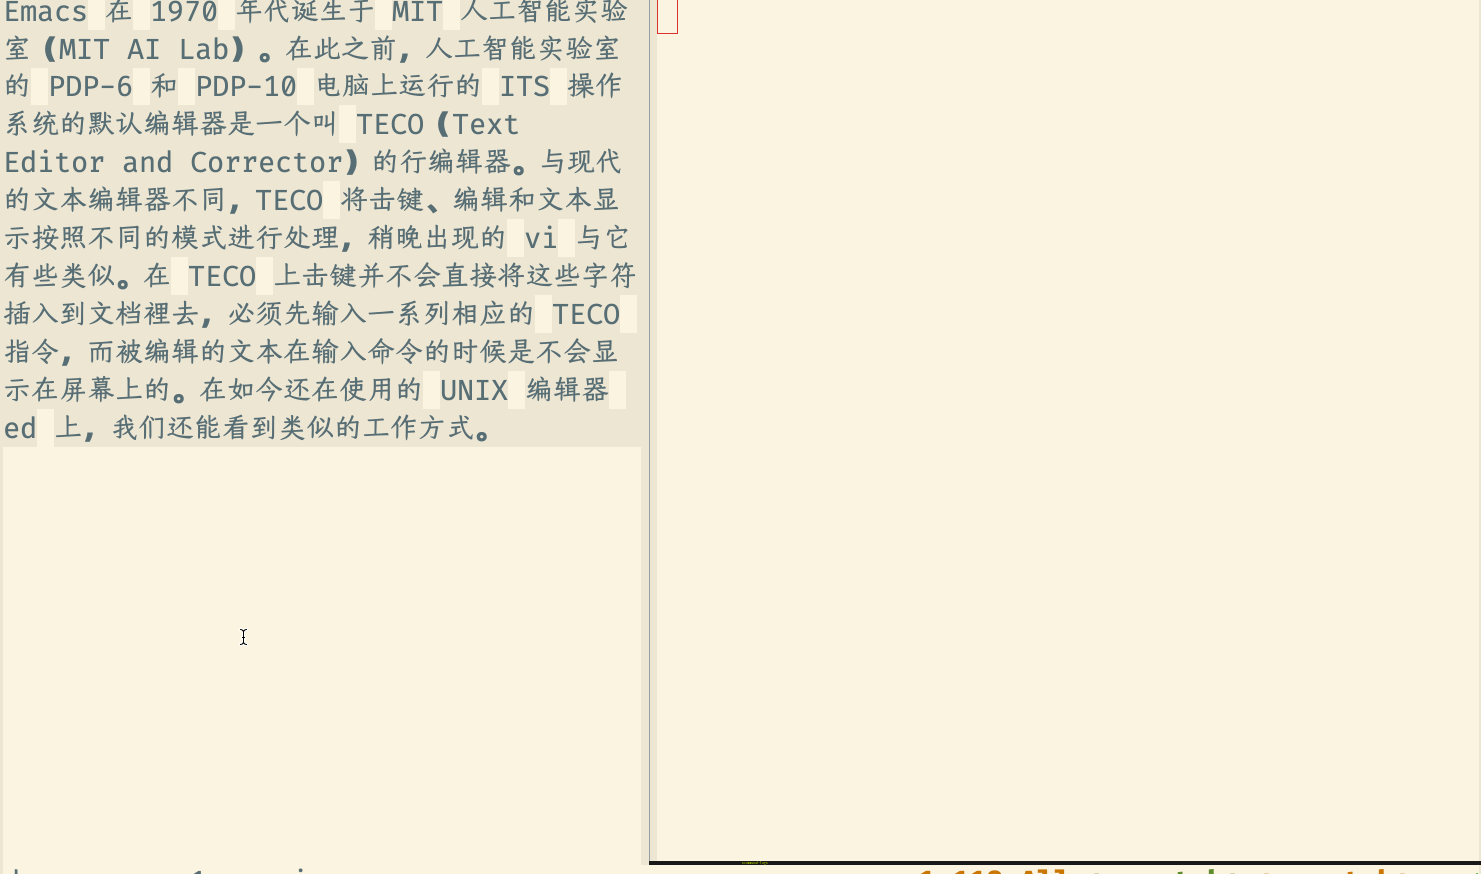 Emacs 在 1970 年代诞生于 MIT 人工智能实验
室（MIT AI Lab）。在此之前，人工智能实验室
的 PDP-6 和 PDP-10 电脑上运行的 ITS 操作
系统的默认编辑器是一个叫 TECO（Text
Editor and Corrector）的行编辑器。与现代
的文本编辑器不同，TECO 将击键、编辑和文本显
示按照不同的模式进行处理，稍晚出现的 vi 与它
有些类似。在 TECO 上击键并不会直接将这些字符
插入到文档裡去，必须先输入一系列相应的 TECO
指令，而被编辑的文本在输入命令的时候是不会显
示在屏幕上的。在如今还在使用的 UNIX 编辑器
ed 上，我们还能看到类似的工作方式。